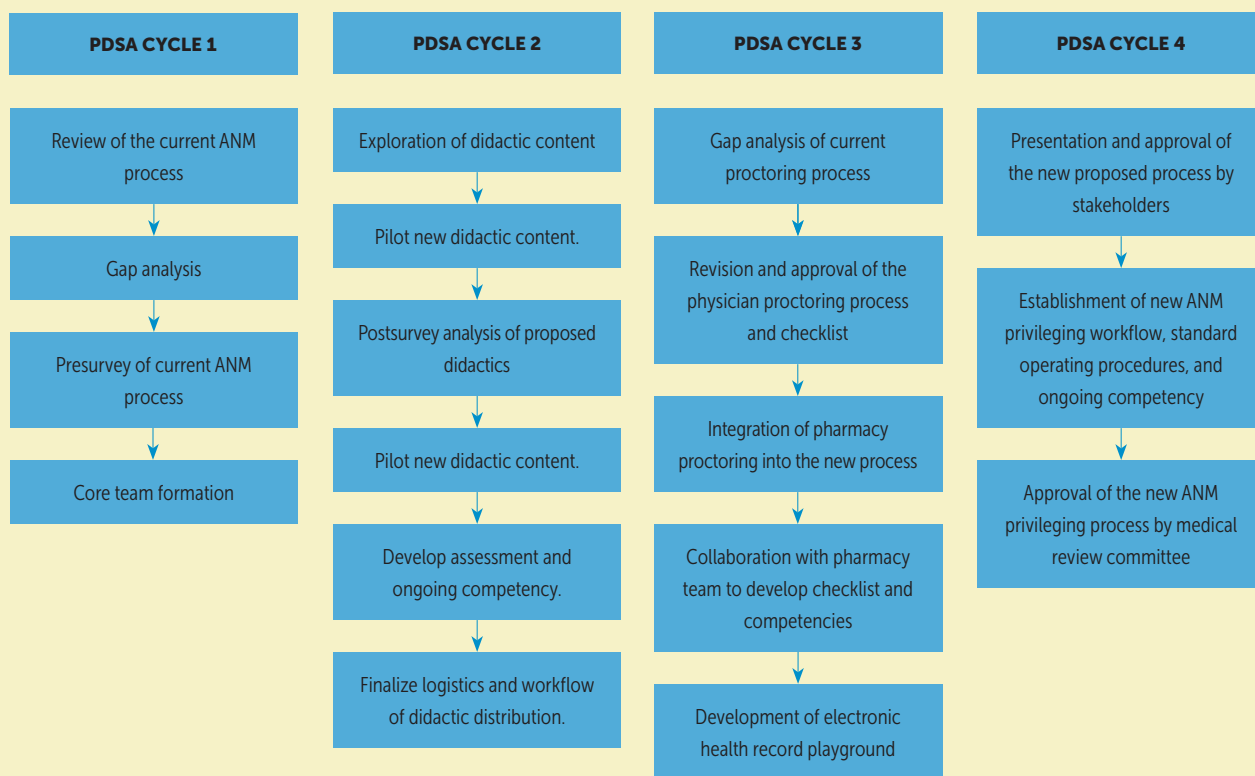 PDSA CYCLE 1
Review of the current ANM
process
Gap analysis
Presurvey of current ANM
process
Core team formation
PDSA CYCLE 2
Exploration of didactic content
Pilot new didactic content.
Postsurvey analysis of proposed
didactics
Pilot new didactic content.
Develop assessment and
ongoing competency.
Finalize logistics and workflow
of didactic distribution.
PDSA CYCLE 3
Gap analysis of current
proctoring process
Revision and approval of the
physician proctoring process
and checklist
Integration of pharmacy
proctoring into the new process
Collaboration with pharmacy
team to develop checklist and
competencies
Development of electronic
health record playground
PDSA CYCLE 4
Presentation and approval of
the new proposed process by
stakeholders
Establishment of new ANM
privileging workflow, standard
operating procedures, and
ongoing competency
Approval of the new ANM
privileging process by medical
review committee